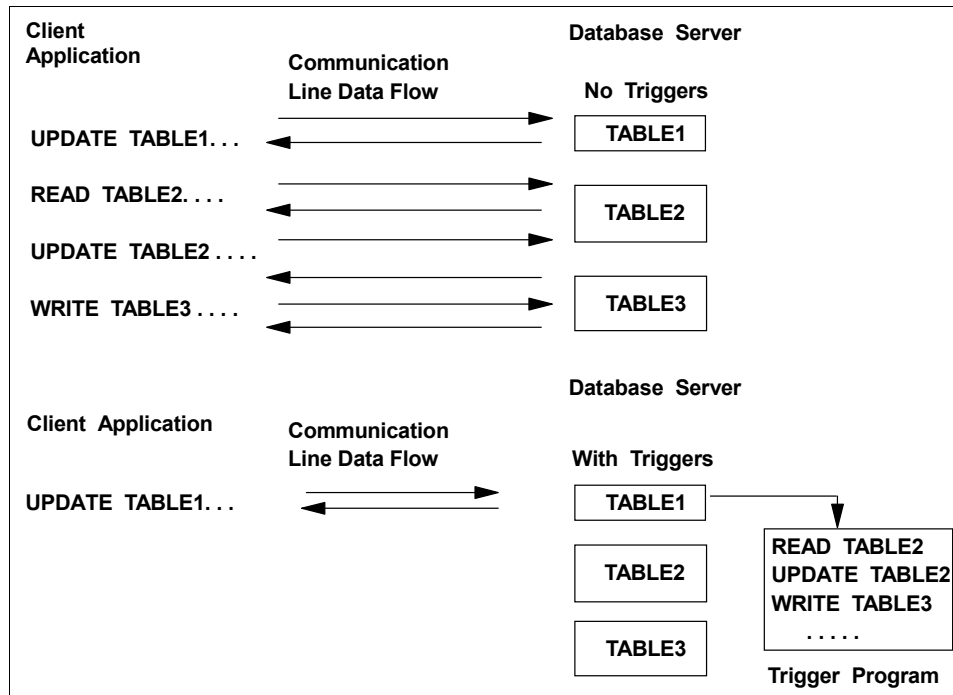 Client
Application
Database Server
Communication
Line Data Flow
No Triggers
UPDATE TABLE1. . .
TABLE1
READ TABLE2. . . .
TABLE2
UPDATE TABLE2 . . . .
WRITE TABLE3 . . . .
TABLE3
Database Server
Client Application
Communication
Line Data Flow
With Triggers
UPDATE TABLE1. . .
TABLE1
TABLE2
TABLE3
READ TABLE2
UPDATE TABLE2
WRITE TABLE3
. . . . .
Trigger Program